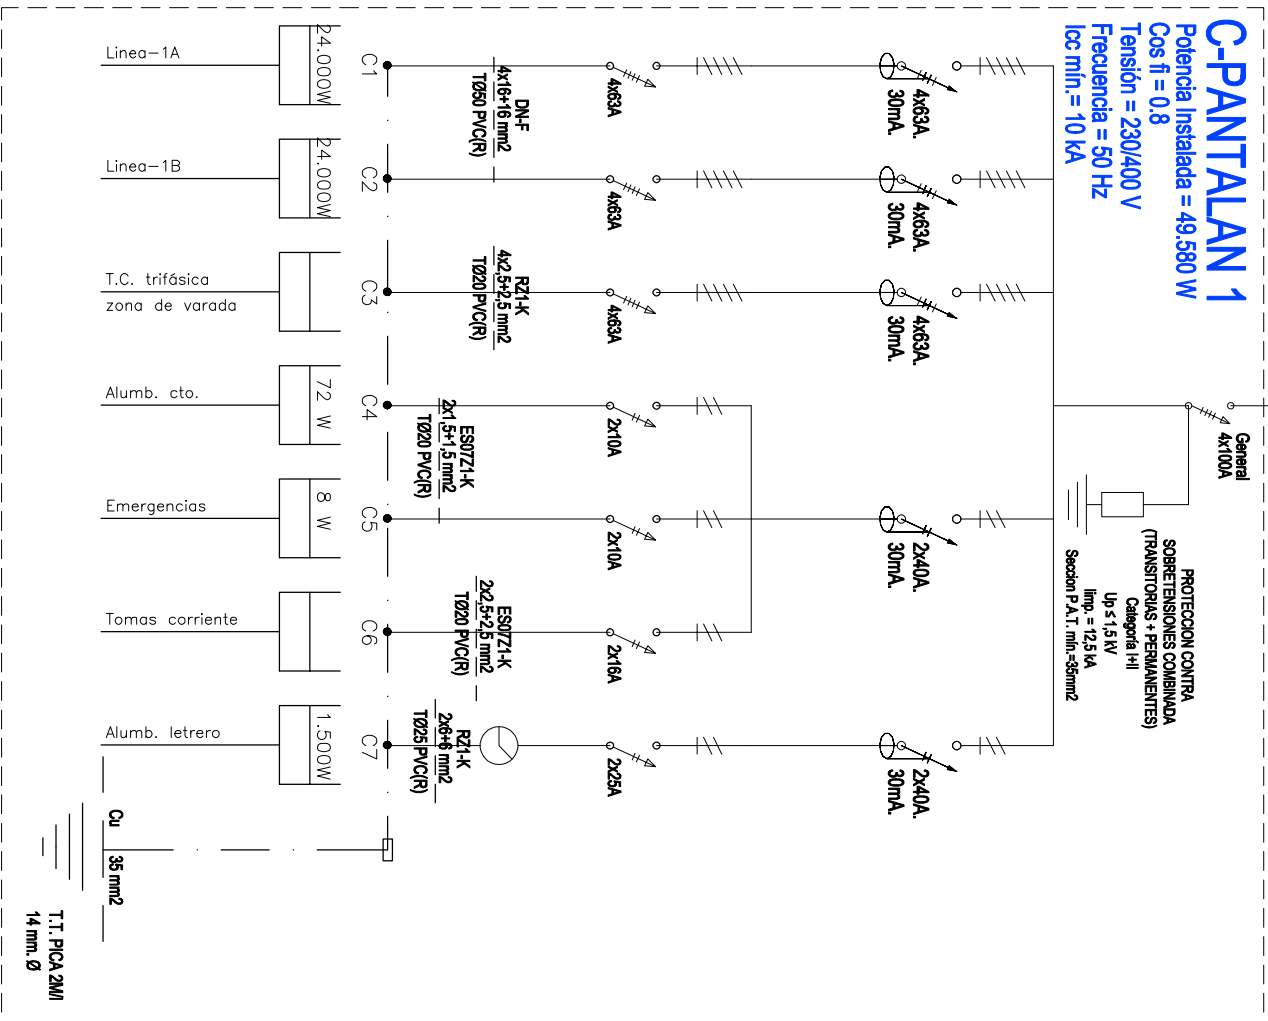 C-PANTALAN 1
Potencia Instalada = 49.580 W
Cos fi = 0.8
Tensión = 230/400 V
Frecuencia = 50 Hz
Icc mín.= 10 kA
General
4x100A
PROTECCION CONTRA
SOBRETENSIONES COMBINADA
(TRANSITORIAS + PERMANENTES)
Categoría I+II
Up ≤ 1,5 kV
Iimp. = 12,5 kA
Seccion P.A.T. mín.=35mm2
4x63A.
30mA.
4x63A.
30mA.
4x63A.
30mA.
2x40A.
30mA.
2x40A.
30mA.
4x63A
4x63A
4x63A
2x10A
2x10A
2x16A
2x25A
DN-F
4x16+16 mm2
TØ50 PVC(R)
RZ1-K
4x2,5+2,5 mm2
TØ20 PVC(R)
ES07Z1-K
2x1,5+1,5 mm2
TØ20 PVC(R)
ES07Z1-K
2x2,5+2,5 mm2
TØ20 PVC(R)
RZ1-K
2x6+6 mm2
TØ25 PVC(R)
C1
C2
C3
C4
C5
C6
C7
24.000W
24.000W
72 W
8 W
1.500W
Linea-1A
Linea-1B
T.C. trifásica
zona de varada
Alumb. cto.
Emergencias
Tomas corriente
Alumb. letrero
Cu 35 mm2
T.T. PICA 2M/l
14 mm. Ø